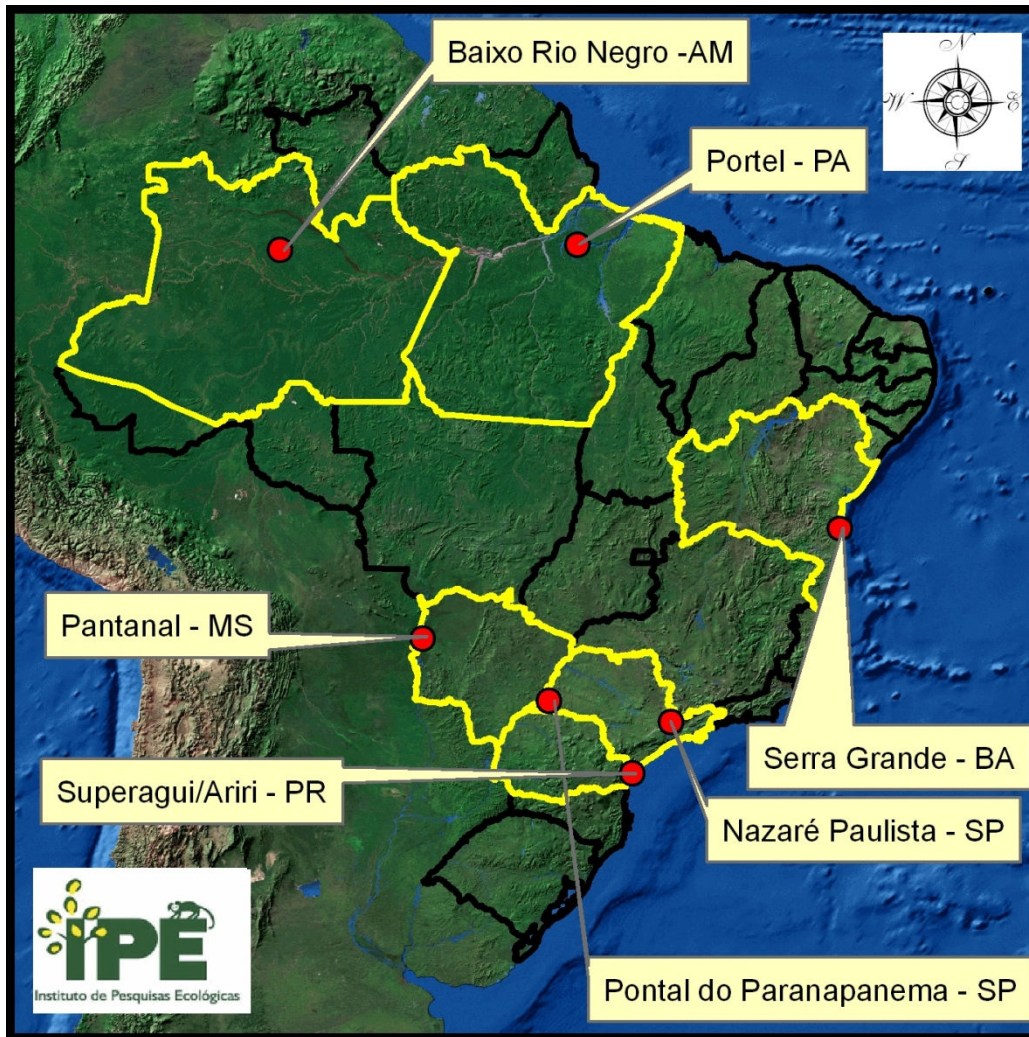 Baixo Rio Negro -AM
N
W
E
S
Portel - PA
Pantanal - MS
Serra Grande - BA
Superagui/Ariri - PR
Nazaré Paulista - SP
IPÊ
Instituto de Pesquisas Ecológicas
Pontal do Paranapanema - SP